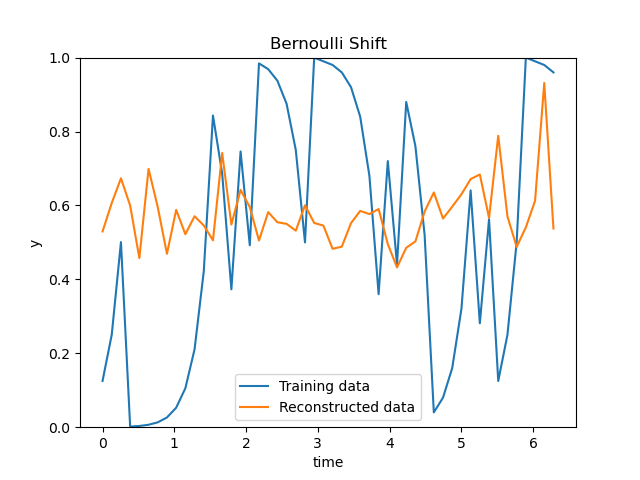 Bernoulli Shift
1.0
0.8
0.6
0.4
0.2
0.0
y
Training data
Reconstructed data
0 1 2 3 4 5 6
time